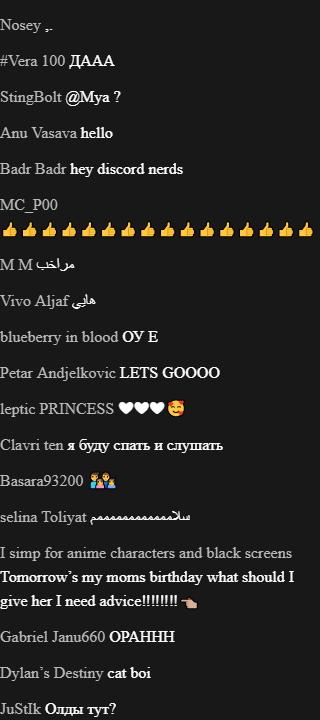 Nosey ,.
#Vera 100 ДААА
StingBolt @Mya ?
Anu Vasava hello
Badr Badr hey discord nerds
MC_P00
👍👍👍👍👍👍👍👍👍👍👍👍👍👍👍👍
M M مراخب
Vivo Aljaf هایی
blueberry in blood ОУ Е
Petar Andjelkovic LETS GOOOO
leptic PRINCESS 🤍🤍🤍🥰
Clavri ten я буду спать и слушать
Basara93200 👩‍❤️‍👨👨‍👩‍👦
selina Toliyat سلامممممممممممم
I simp for anime characters and black screens
Tomorrow’s my moms birthday what should I
give her I need advice!!!!!!!! 👈🏼
Gabriel Janu660 OPAHHH
Dylan’s Destiny cat boi
JuStIk Олды тут?